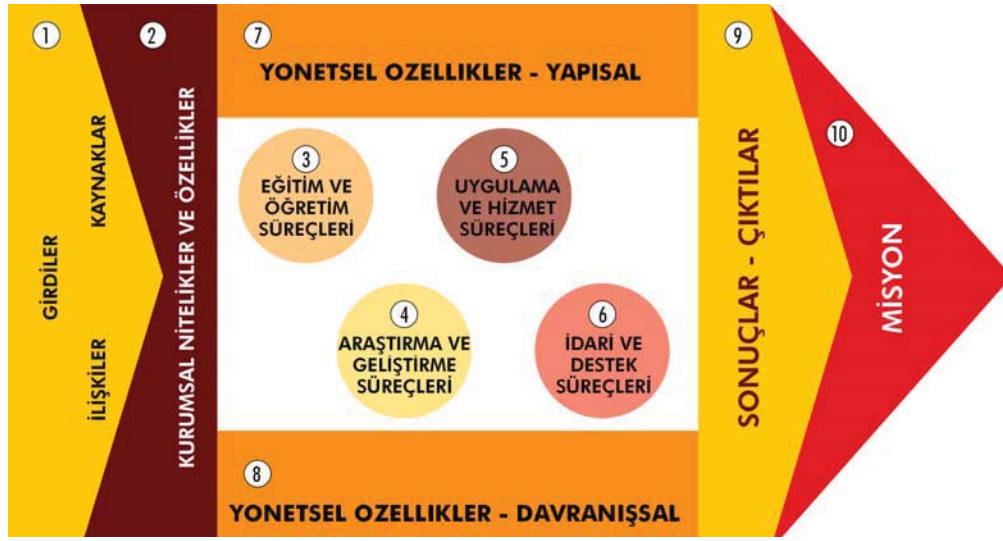 1
GİRDİLER
KAYNAKLAR
İLİŞKİLER
2
KURUMSAL NİTELİKLER VE ÖZELLİKLER
7
YONETSEL OZELLIKLER - YAPISAL
3
EĞİTİM VE
ÖĞRETİM
SÜREÇLERİ
5
UYGULAMA
VE HİZMET
SÜREÇLERİ
4
ARAŞTIRMA VE
GELİŞTİRME
SÜREÇLERİ
6
İDARİ VE
DESTEK
SÜREÇLERİ
8
YONETSEL OZELLIKLER - DAVRANIŞSAL
9
SONUÇLAR - ÇIKTILAR
10
MİSYON